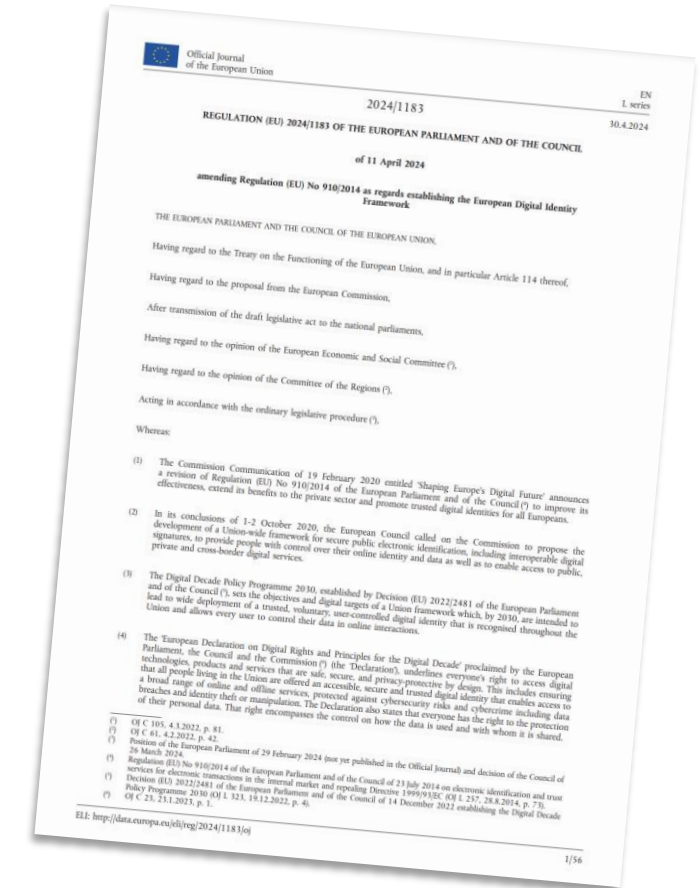 Official Journal
of the European Union
EN
L series
2024/1183
30.4.2024
REGULATION (EU) 2024/1183 OF THE EUROPEAN PARLIAMENT AND OF THE COUNCIL
of 11 April 2024
amending Regulation (EU) No 910/2014 as regards establishing the European Digital Identity
Framework
THE EUROPEAN PARLIAMENT AND THE COUNCIL OF THE EUROPEAN UNION,
Having regard to the Treaty on the Functioning of the European Union, and in particular Article 114 thereof,
Having regard to the proposal from the European Commission,
After transmission of the draft legislative act to the national parliaments,
Having regard to the opinion of the European Economic and Social Committee (¹),
Having regard to the opinion of the Committee of the Regions (²),
Acting in accordance with the ordinary legislative procedure (³),
Whereas:
(1) The Commission Communication of 19 February 2020 entitled 'Shaping Europe's Digital Future' announces
a revision of Regulation (EU) No 910/2014 of the European Parliament and of the Council (⁴) to improve its
effectiveness, extend its benefits to the private sector and promote trusted digital identities for all Europeans.
(2) In its conclusions of 1-2 October 2020, the European Council called on the Commission to propose the
development of a Union-wide framework for secure public electronic identification, including interoperable digital
signatures, to provide people with control over their online identity and data as well as to enable access to public,
private and cross-border digital services.
(3) The Digital Decade Policy Programme 2030, established by Decision (EU) 2022/2481 of the European Parliament
and of the Council (⁵), sets the objectives and digital targets of a Union framework which, by 2030, are intended to
lead to wide deployment of a trusted, voluntary, user-controlled digital identity that is recognised throughout the
Union and allows every user to control their data in online interactions.
(4) The 'European Declaration on Digital Rights and Principles for the Digital Decade' proclaimed by the European
Parliament, the Council and the Commission (⁶) (the 'Declaration'), underlines everyone's right to access digital
technologies, products and services that are safe, secure, and privacy-protective by design. This includes ensuring
that all people living in the Union are offered an accessible, secure and trusted digital identity that enables access to
a broad range of online and offline services, protected against cybersecurity risks and cybercrime including data
breaches and identity theft or manipulation. The Declaration also states that everyone has the right to the protection
of their personal data. That right encompasses the control on how the data is used and with whom it is shared.
(¹) OJ C 105, 4.3.2022, p. 81.
(²) OJ C 61, 4.2.2022, p. 42.
(³) Position of the European Parliament of 29 February 2024 (not yet published in the Official Journal) and decision of the Council of
26 March 2024.
(⁴) Regulation (EU) No 910/2014 of the European Parliament and of the Council of 23 July 2014 on electronic identification and trust
services for electronic transactions in the internal market and repealing Directive 1999/93/EC (OJ L 257, 28.8.2014, p. 73).
(⁵) Decision (EU) 2022/2481 of the European Parliament and of the Council of 14 December 2022 establishing the Digital Decade
Policy Programme 2030 (OJ L 323, 19.12.2022, p. 4).
(⁶) OJ C 23, 23.1.2023, p. 1.
ELI: http://data.europa.eu/eli/reg/2024/1183/oj
1/56